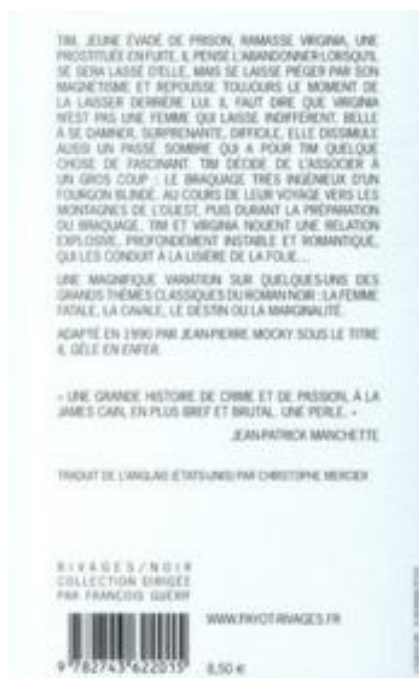 TIM, JEUNE ÉVADÉ DE PRISON, RAMASSE VIRGINIA, UNE
PROSTITUÉE EN FUITE. IL PENSE L'ABANDONNER LORSQU'IL
SE SERA LASSÉ D'ELLE, MAIS SE LAISSE PIÉGER PAR SON
MAGNÉTISME ET REPOUSSE TOUJOURS LE MOMENT DE
LA LAISSER DERRIÈRE LUI. IL FAUT DIRE QUE VIRGINIA
N'EST PAS UNE FEMME QUI LAISSE INDIFFÉRENT. BELLE
À SE DAMNER, SURPRENANTE, DIFFICILE, ELLE DISSIMULE
AUSSI UN PASSÉ SOMBRE QUI A POUR TIM QUELQUE
CHOSE DE FASCINANT. TIM DÉCIDE DE L'ASSOCIER À
UN GROS COUP : LE BRAQUAGE TRÈS INGÉNIEUX D'UN
FOURGON BLINDÉ. AU COURS DE LEUR VOYAGE VERS LES
MONTAGNES DE L'OUEST, PUIS DURANT LA PRÉPARATION
DU BRAQUAGE, TIM ET VIRGINIA NOUENT UNE RELATION
EXPLOSIVE, PROFONDÉMENT INSTABLE ET ROMANTIQUE,
QUI LES CONDUIT À LA LISIÈRE DE LA FOLIE...
UNE MAGNIFIQUE VARIATION SUR QUELQUES-UNS DES
GRANDS THÈMES CLASSIQUES DU ROMAN NOIR : LA FEMME
FATALE, LA CAVALE, LE DESTIN OU LA MARGINALITÉ.
ADAPTÉ EN 1990 PAR JEAN-PIERRE MOCKY SOUS LE TITRE
IL GÈLE EN ENFER.
« UNE GRANDE HISTOIRE DE CRIME ET DE PASSION, À LA
JAMES CAIN, EN PLUS BREF ET BRUTAL. UNE PERLE. »
JEAN-PATRICK MANCHETTE
TRADUIT DE L'ANGLAIS (ÉTATS-UNIS) PAR CHRISTOPHE MERCIER
RIVAGES/NOIR
COLLECTION DIRIGÉE
PAR FRANÇOIS GUÉRIF
WWW.PAYOT-RIVAGES.FR
9 782743 622015
8,50 €